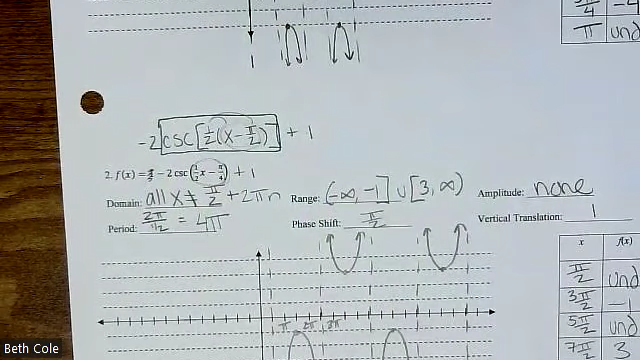 3π/4 -4
π und
-2 csc[1/2(x-π/2)] + 1
2. f(x) = - 2 csc(1/2 x - π/4) + 1
Domain: all x ≠ π/2 + 2πn Range: (-∞, -1] ∪ [3, ∞) Amplitude: none
Period: 2π/1/2 = 4π Phase Shift: π/2 Vertical Translation: 1
x f(x)
π/2 und
3π/2 -1
5π/2 und
7π/2 3
π 2π 3π
Beth Cole